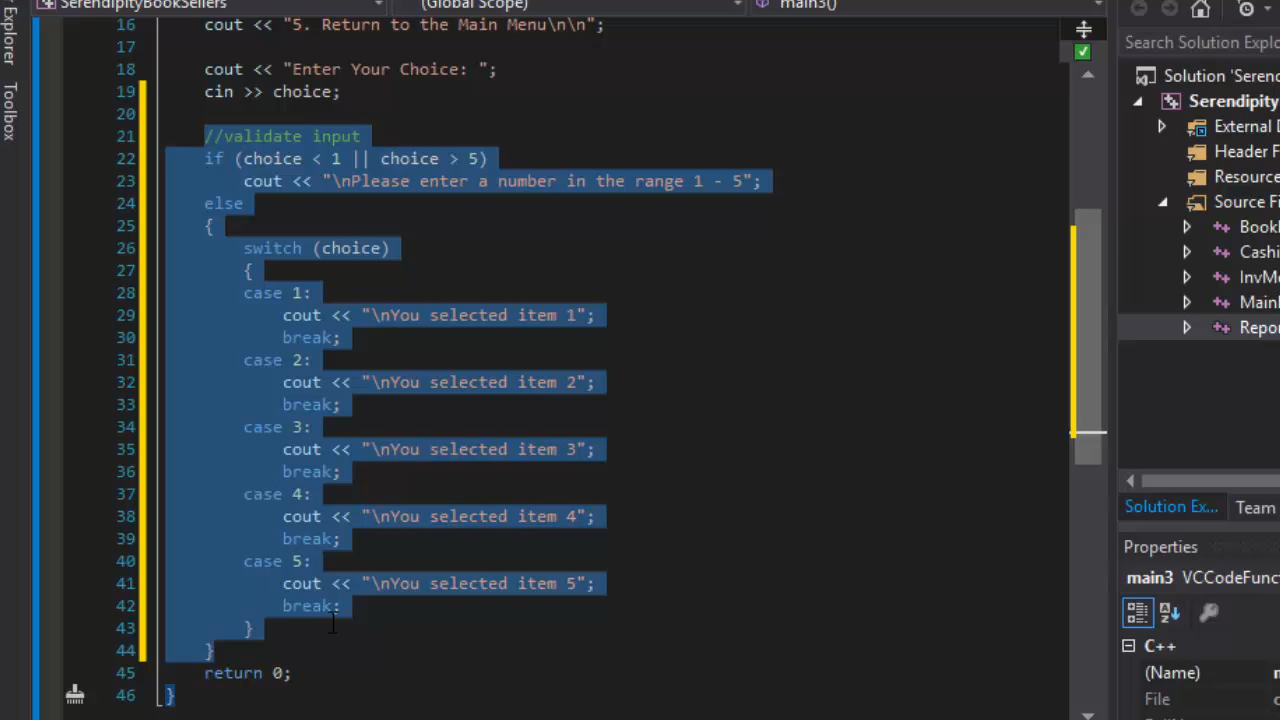 SerendipityBookSellers (Global Scope) main3()
16 cout << "5. Return to the Main Menu\n\n";
17
18 cout << "Enter Your Choice: ";
19 cin >> choice;
20
21 //validate input
22 if (choice < 1 || choice > 5)
23 cout << "\nPlease enter a number in the range 1 - 5";
24 else
25 {
26 switch (choice)
27 {
28 case 1:
29 cout << "\nYou selected item 1";
30 break;
31 case 2:
32 cout << "\nYou selected item 2";
33 break;
34 case 3:
35 cout << "\nYou selected item 3";
36 break;
37 case 4:
38 cout << "\nYou selected item 4";
39 break;
40 case 5:
41 cout << "\nYou selected item 5";
42 break;
43 }
44 }
45 return 0;
46 }
Explorer
Toolbox
Search Solution Explo
Solution 'Seren
Serendipity
External D
Header F
Resource
Source Fi
Book
Cashi
InvMe
Main
Repo
Solution Ex... Team
Properties
main3 VCCodeFunc
C++
(Name) m
File c